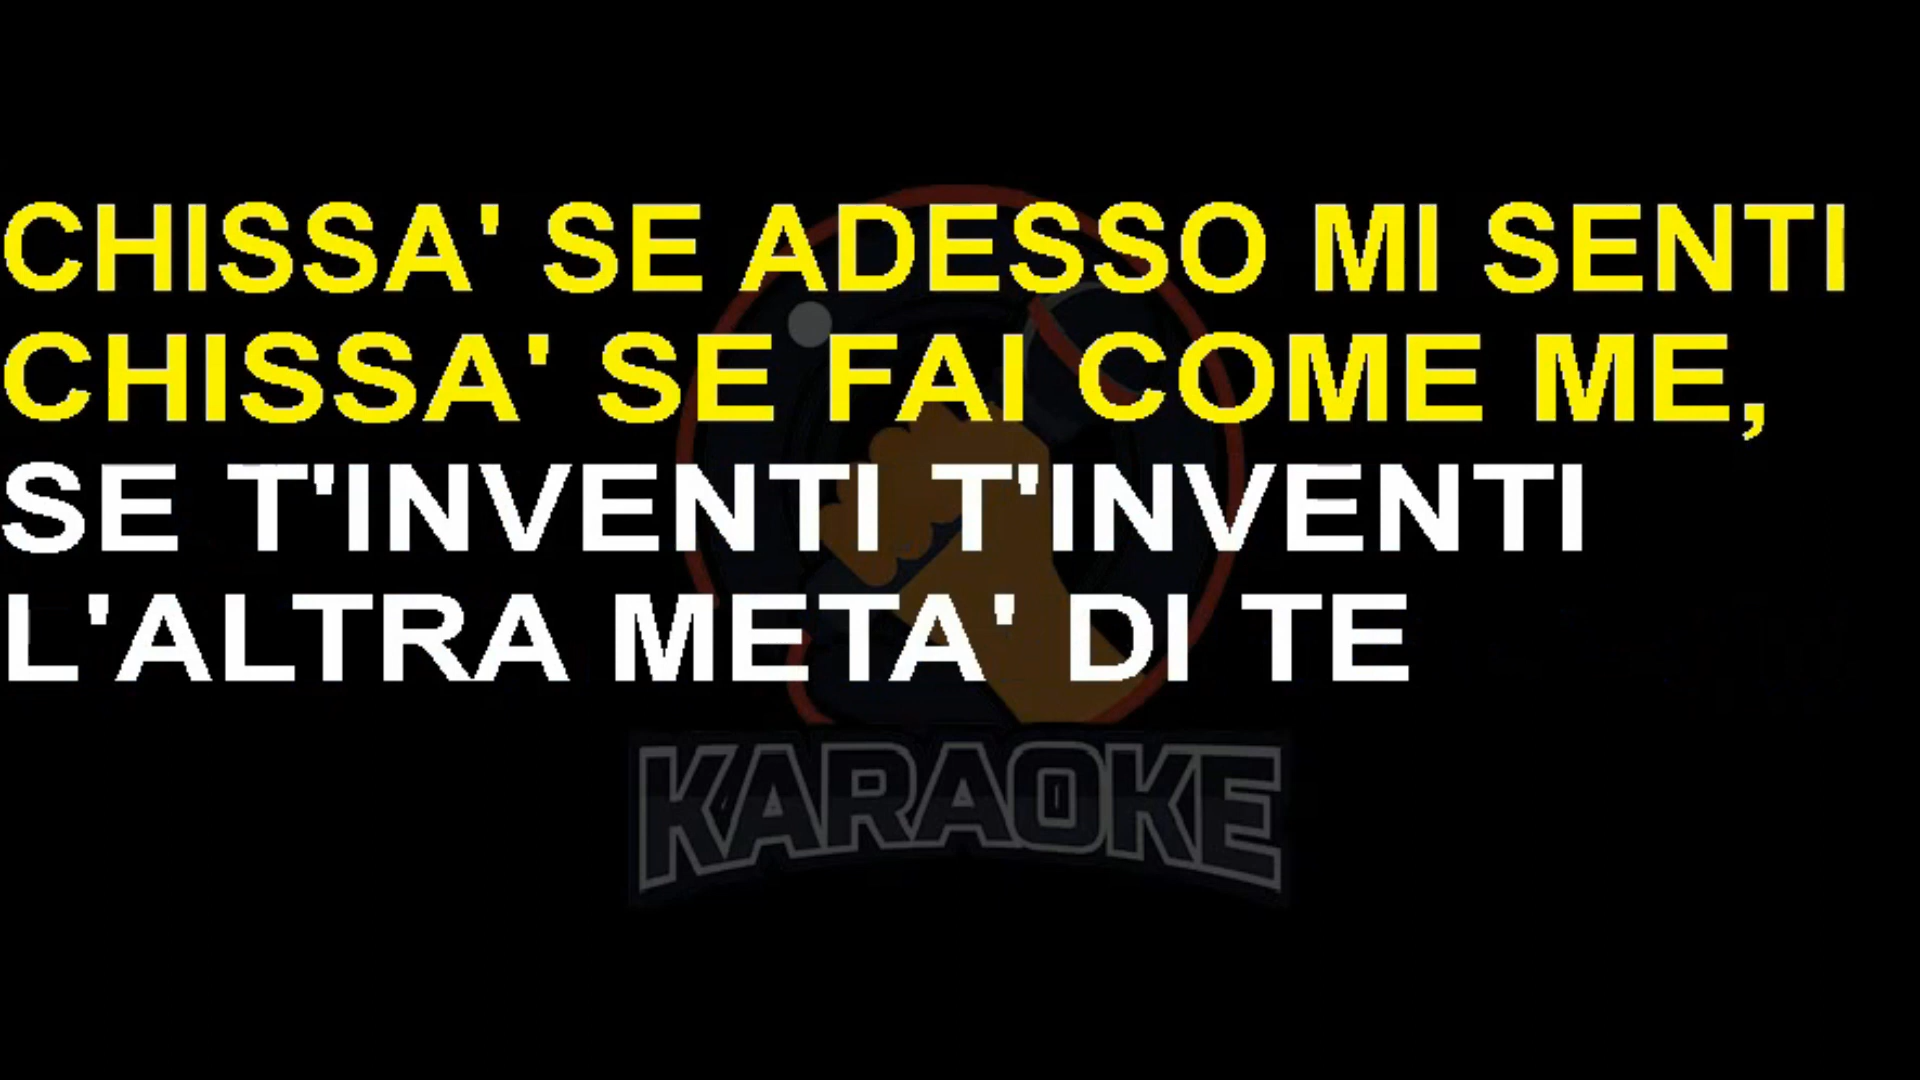 CHISSA' SE ADESSO MI SENTI
CHISSA' SE FAI COME ME,
SE T'INVENTI T'INVENTI
L'ALTRA META' DI TE
KARAOKE